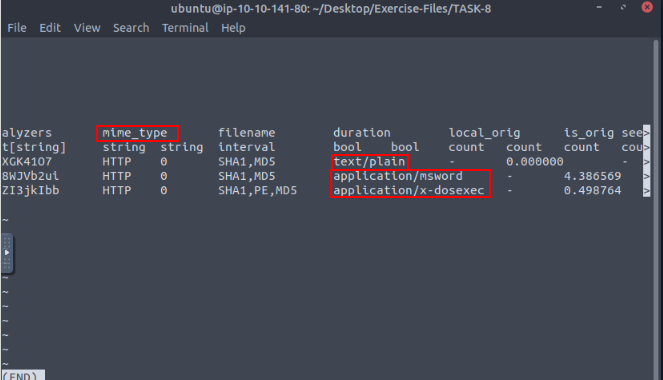 ubuntu@ip-10-10-141-80: ~/Desktop/Exercise-Files/TASK-8
File Edit View Search Terminal Help
alyzers mime_type filename duration local_orig is_orig see>
t[string] string string interval bool bool count count count cou>
XGK4107 HTTP 0 SHA1,MD5 text/plain - 0.000000 - >
8WJVb2ui HTTP 0 SHA1,MD5 application/msword - 4.386569 >
ZI3jkIbb HTTP 0 SHA1,PE,MD5 application/x-dosexec - 0.498764 >
~
~
~
~
~
~
~
~
(END)